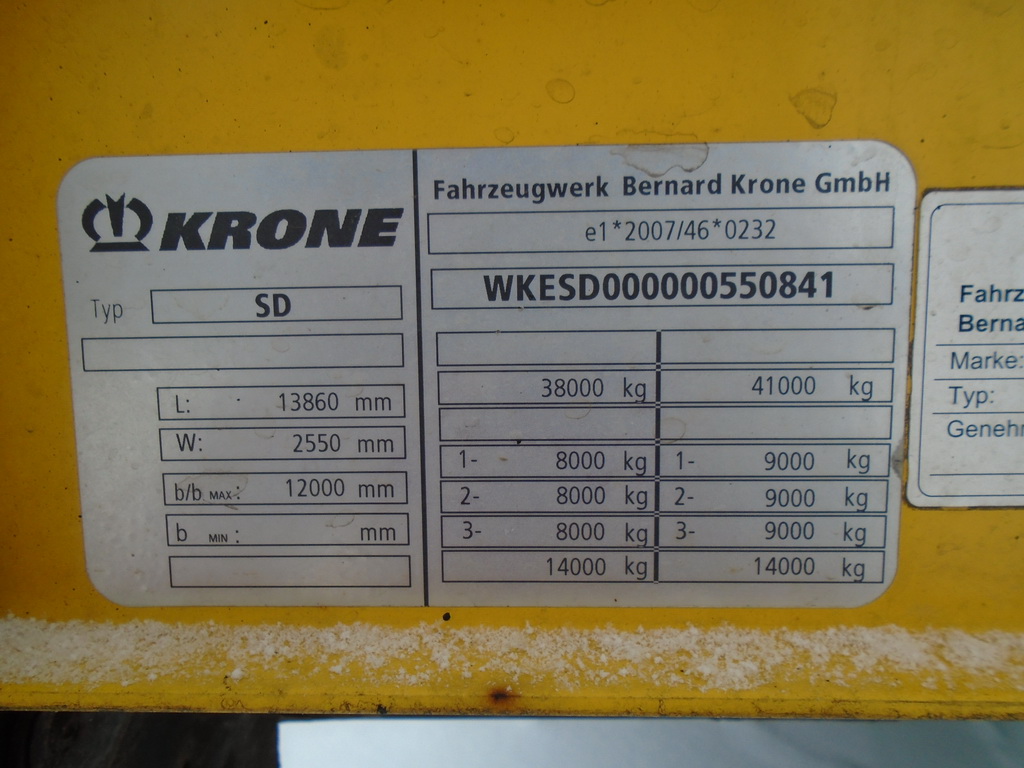 KRONE
Typ SD
L: 13860 mm
W: 2550 mm
b/b MAX: 12000 mm
b MIN: mm
Fahrzeugwerk Bernard Krone GmbH
e1*2007/46*0232
WKESD000000550841
38000 kg 41000 kg
1- 8000 kg 1- 9000 kg
2- 8000 kg 2- 9000 kg
3- 8000 kg 3- 9000 kg
14000 kg 14000 kg
Fahrz
Berna
Marke:
Typ:
Genehm